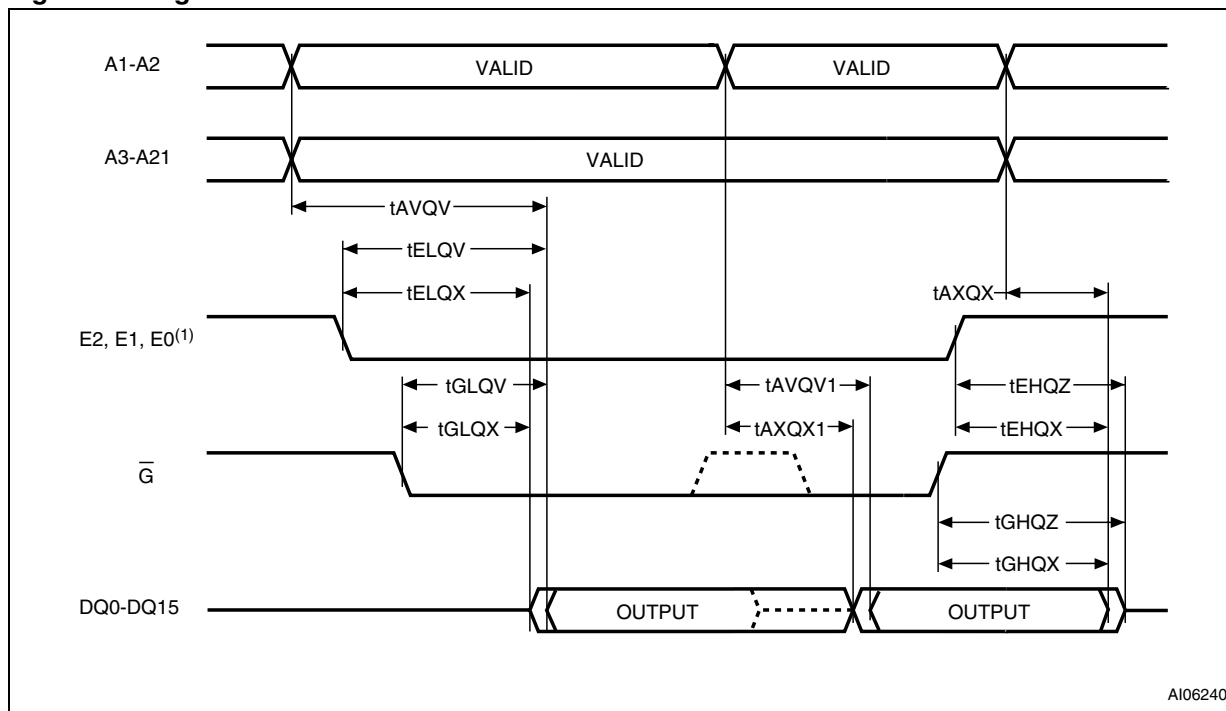 A1-A2
VALID
VALID
A3-A21
VALID
tAVQV
tELQV
tELQX
tAXQX
E2, E1, E0(1)
tGLQV
tAVQV1
tEHQZ
tGLQX
tAXQX1
tEHQX
G
tGHQZ
tGHQX
DQ0-DQ15
OUTPUT
OUTPUT
AI06240